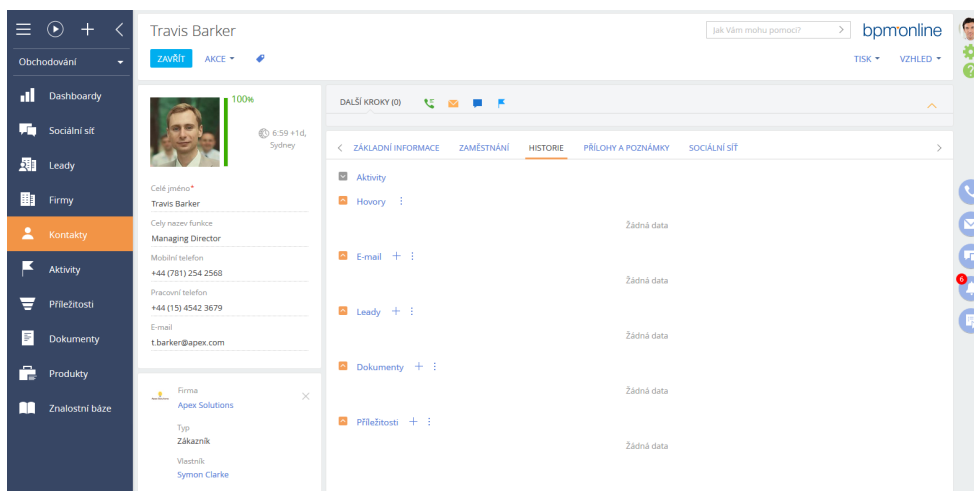 Travis Barker
Jak Vám mohu pomoci?
bpm'online
Obchodování
ZAVŘÍT
AKCE
TISK
VZHLED
Dashboardy
Sociální síť
Leady
Firmy
Kontakty
Aktivity
Příležitosti
Dokumenty
Produkty
Znalostní báze
100%
6:59 +1d,
Sydney
Celé jméno*
Travis Barker
Cely nazev funkce
Managing Director
Mobilní telefon
+44 (781) 254 2568
Pracovní telefon
+44 (15) 4542 3679
E-mail
t.barker@apex.com
Firma
Apex Solutions
Typ
Zákazník
Vlastník
Symon Clarke
DALŠÍ KROKY (0)
ZÁKLADNÍ INFORMACE
ZAMĚSTNÁNÍ
HISTORIE
PŘÍLOHY A POZNÁMKY
SOCIÁLNÍ SÍŤ
Aktivity
Hovory
Žádná data
E-mail
Žádná data
Leady
Žádná data
Dokumenty
Žádná data
Příležitosti
Žádná data
6